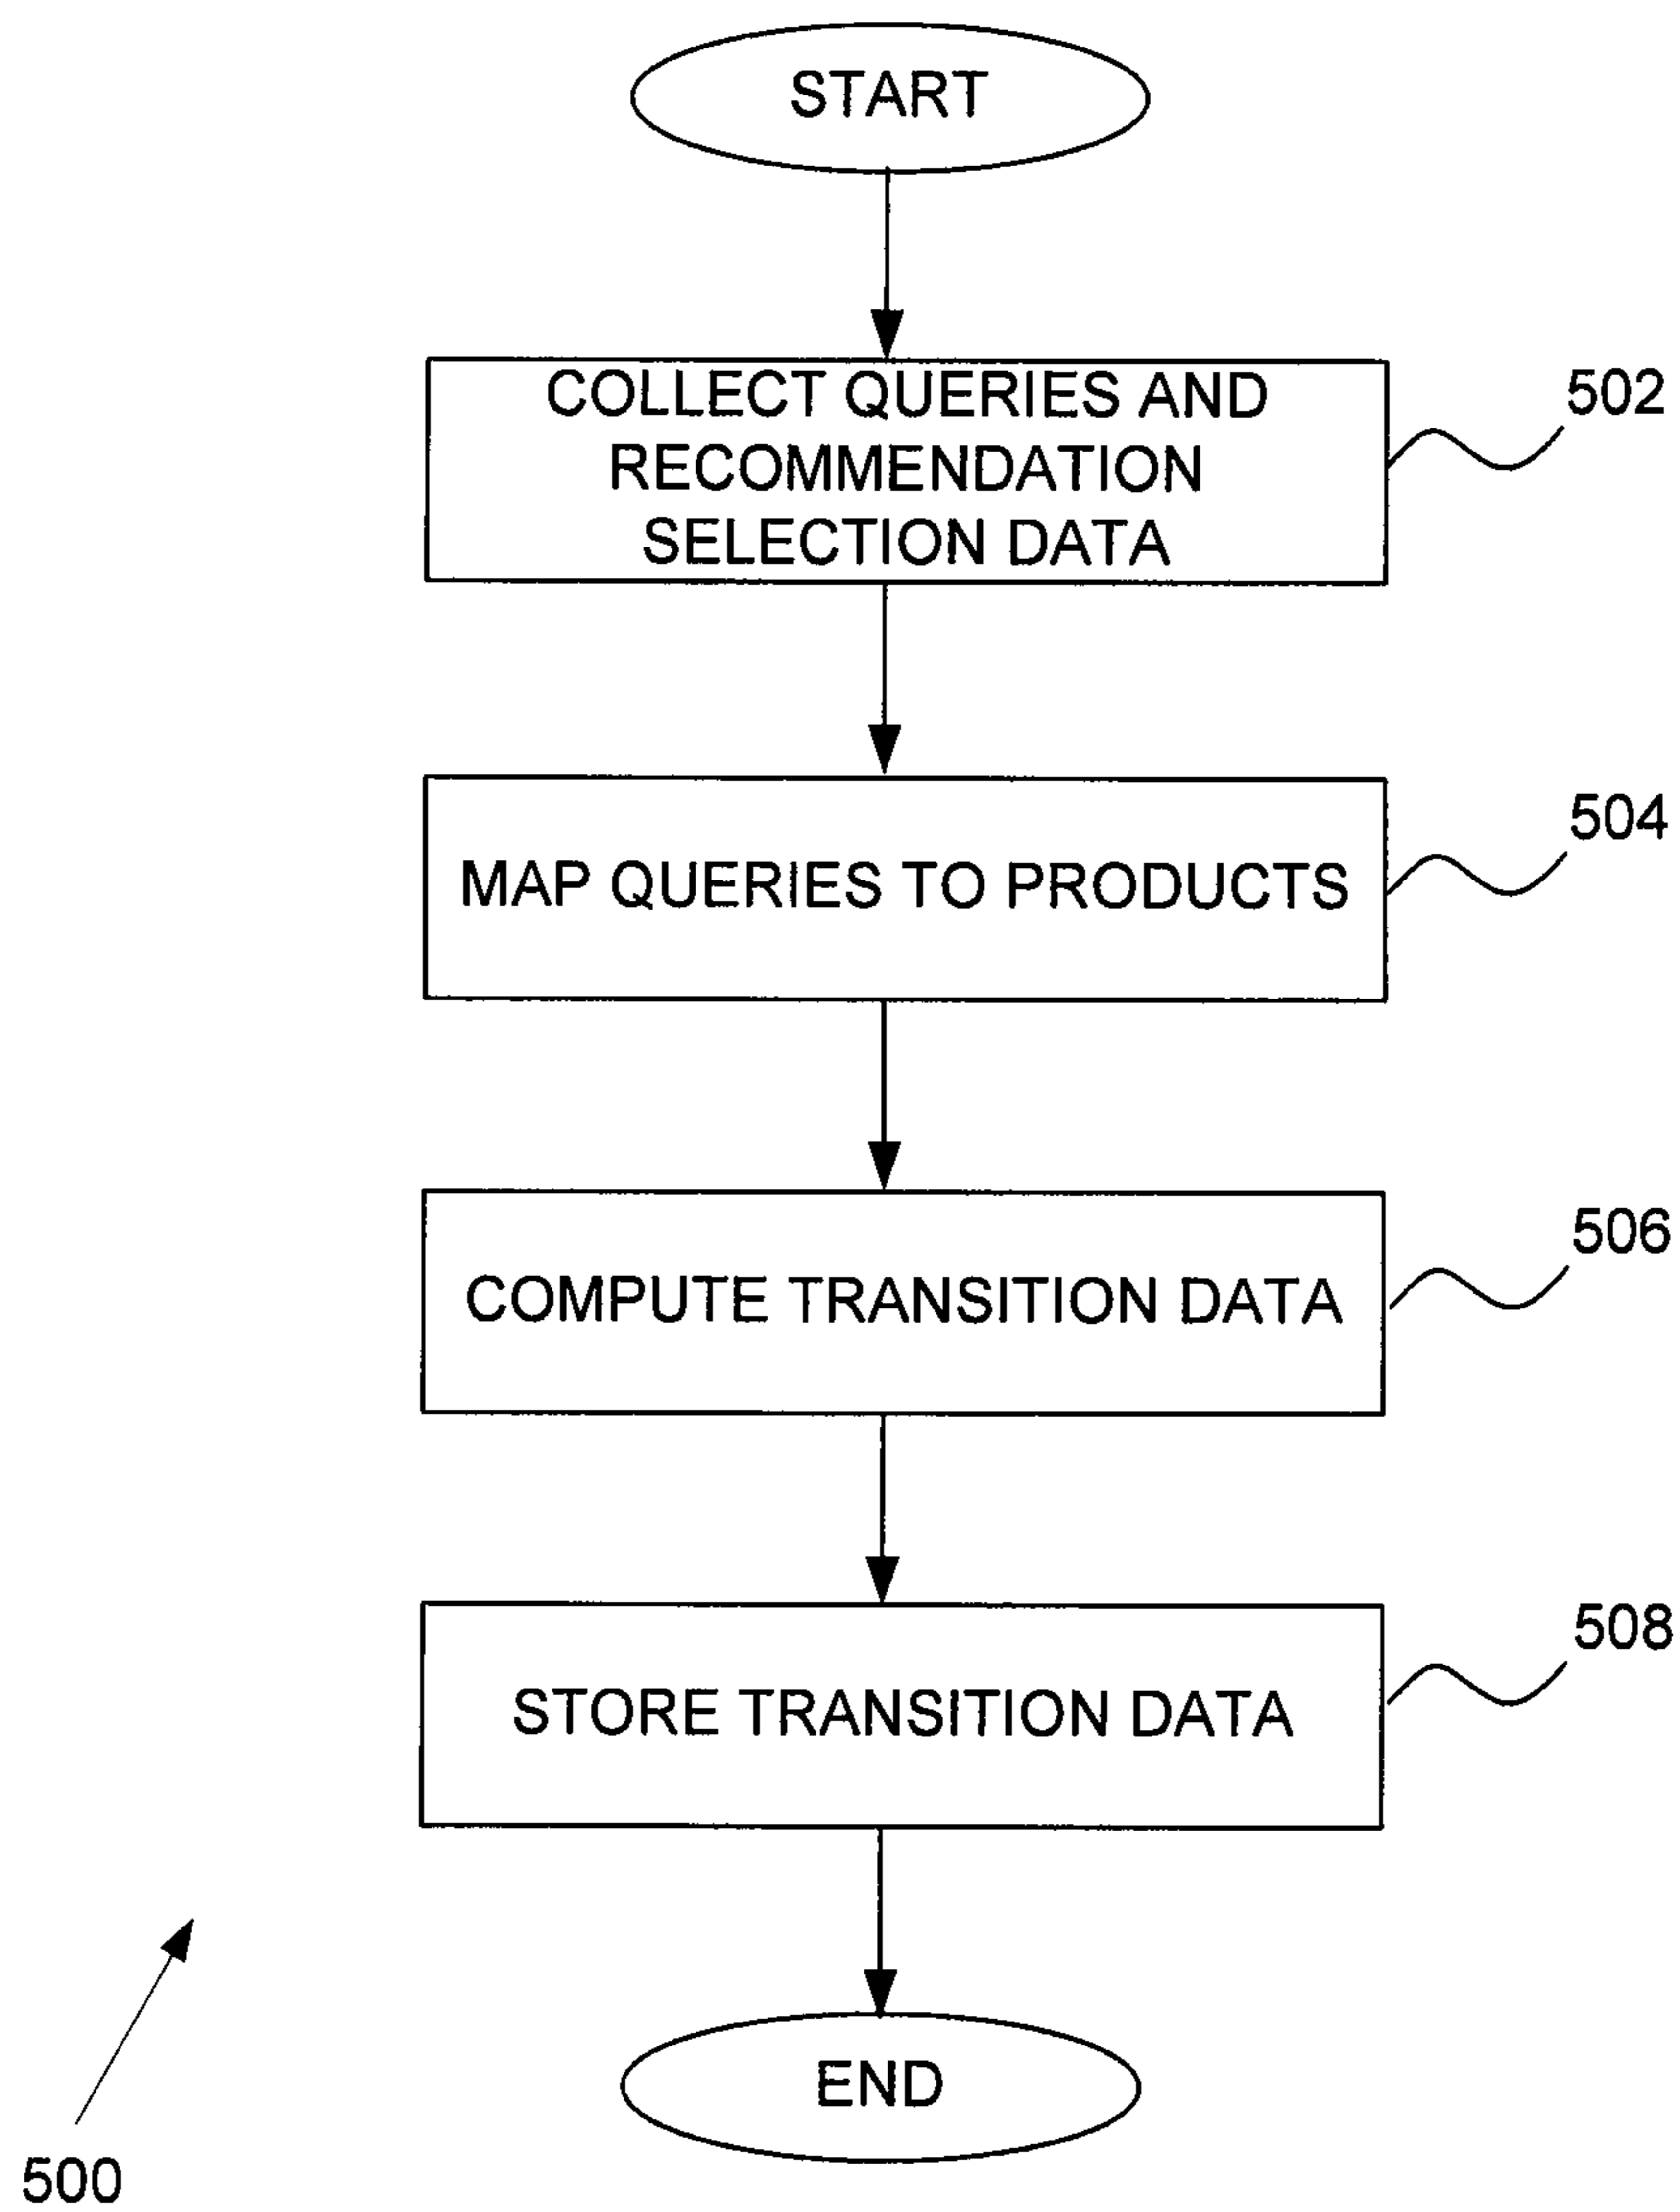 START
COLLECT QUERIES AND
RECOMMENDATION
SELECTION DATA
502
MAP QUERIES TO PRODUCTS
504
COMPUTE TRANSITION DATA
506
STORE TRANSITION DATA
508
END
500